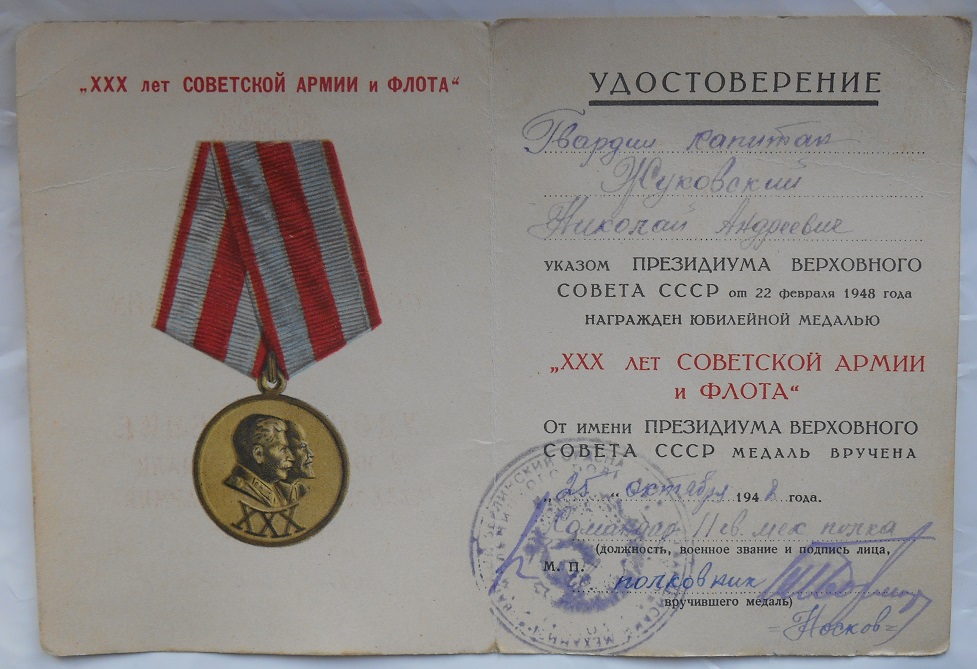 „XXX лет СОВЕТСКОЙ АРМИИ и ФЛОТА“
XXX
УДОСТОВЕРЕНИЕ
Гвардии капитан
Жуковский
Николай Андреевич
УКАЗОМ ПРЕЗИДИУМА ВЕРХОВНОГО
СОВЕТА СССР от 22 февраля 1948 года
НАГРАЖДЕН ЮБИЛЕЙНОЙ МЕДАЛЬЮ
„XXX ЛЕТ СОВЕТСКОЙ АРМИИ
и ФЛОТА“
От имени ПРЕЗИДИУМА ВЕРХОВНОГО
СОВЕТА СССР МЕДАЛЬ ВРУЧЕНА
„25“ октября 1948 года.
Командир мех полка
(должность, военное звание и подпись лица,
М. П.
полковник
вручившего медаль)
=Носков=